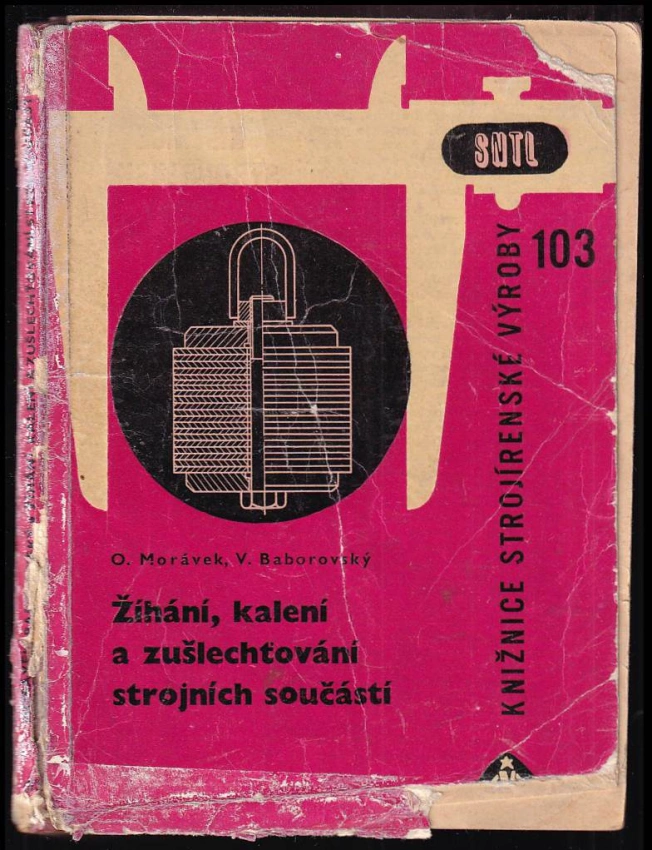 SNTL
103
KNIŽNICE STROJÍRENSKÉ VÝROBY
O. Morávek, V. Baborovský
Žíhání, kalení
a zušlechťování
strojních součástí